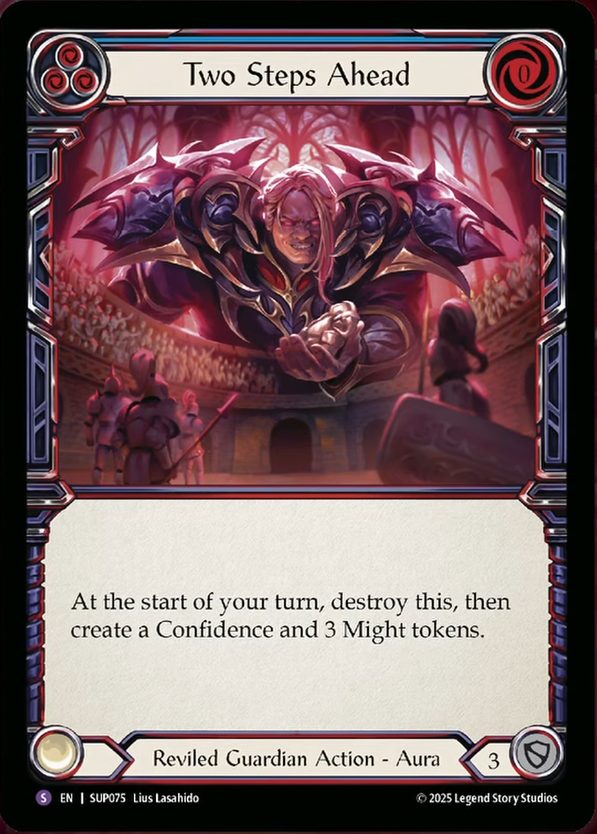 Two Steps Ahead
0
At the start of your turn, destroy this, then
create a Confidence and 3 Might tokens.
Reviled Guardian Action - Aura
3
S EN | SUP075 Lius Lasahido
© 2025 Legend Story Studios